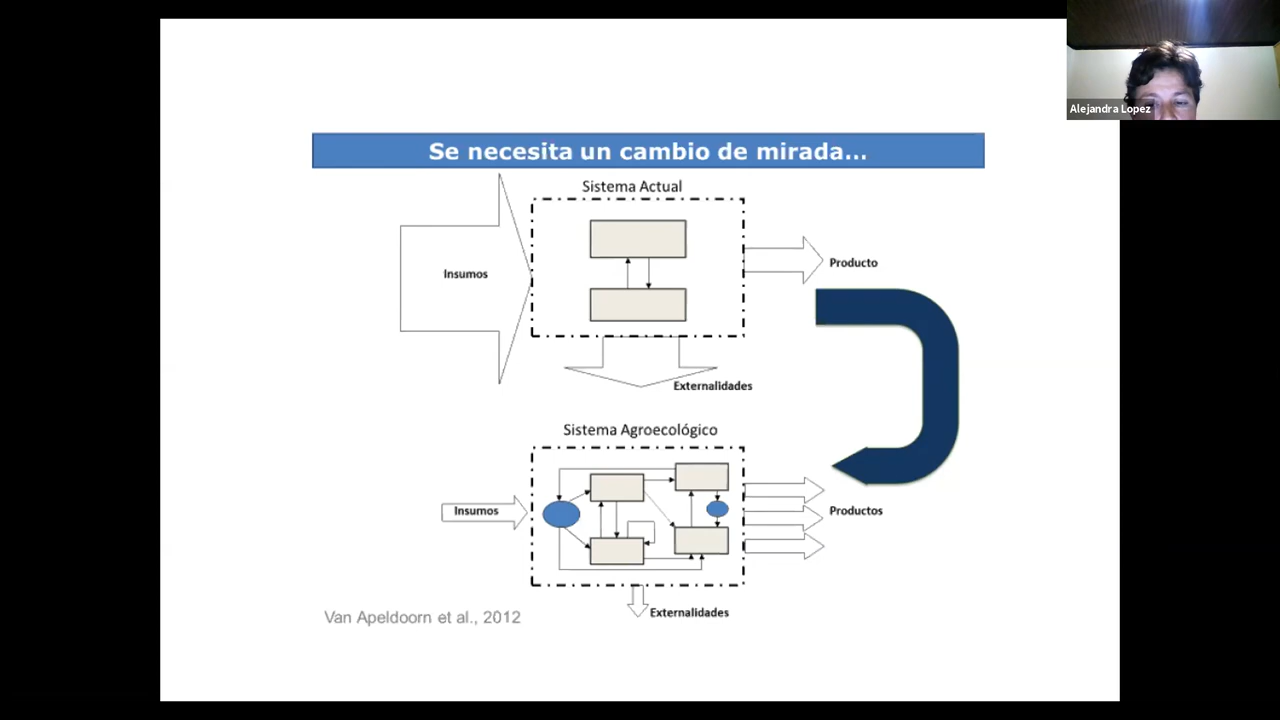 Alejandra Lopez
Se necesita un cambio de mirada...
Sistema Actual
Insumos
Producto
Externalidades
Sistema Agroecológico
Insumos
Productos
Externalidades
Van Apeldoorn et al., 2012